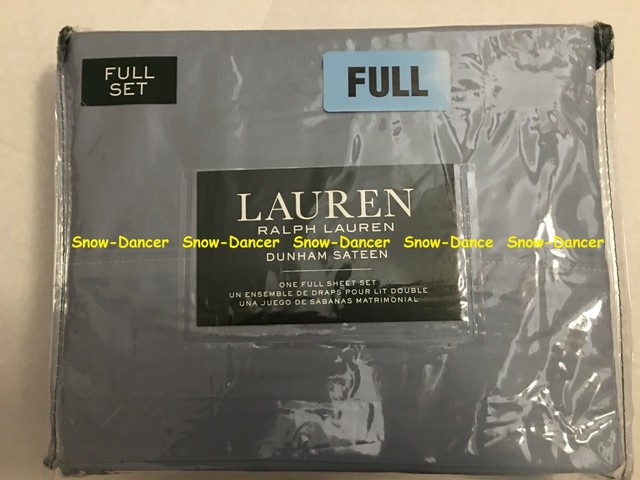 FULL
SET
FULL
LAUREN
RALPH LAUREN
Snow-Dancer Snow-Dancer Snow-Dancer Snow-Dance Snow-Dancer
DUNHAM SATEEN
ONE FULL SHEET SET
UN ENSEMBLE DE DRAPS POUR LIT DOUBLE
UNA JUEGO DE SÁBANAS MATRIMONIAL